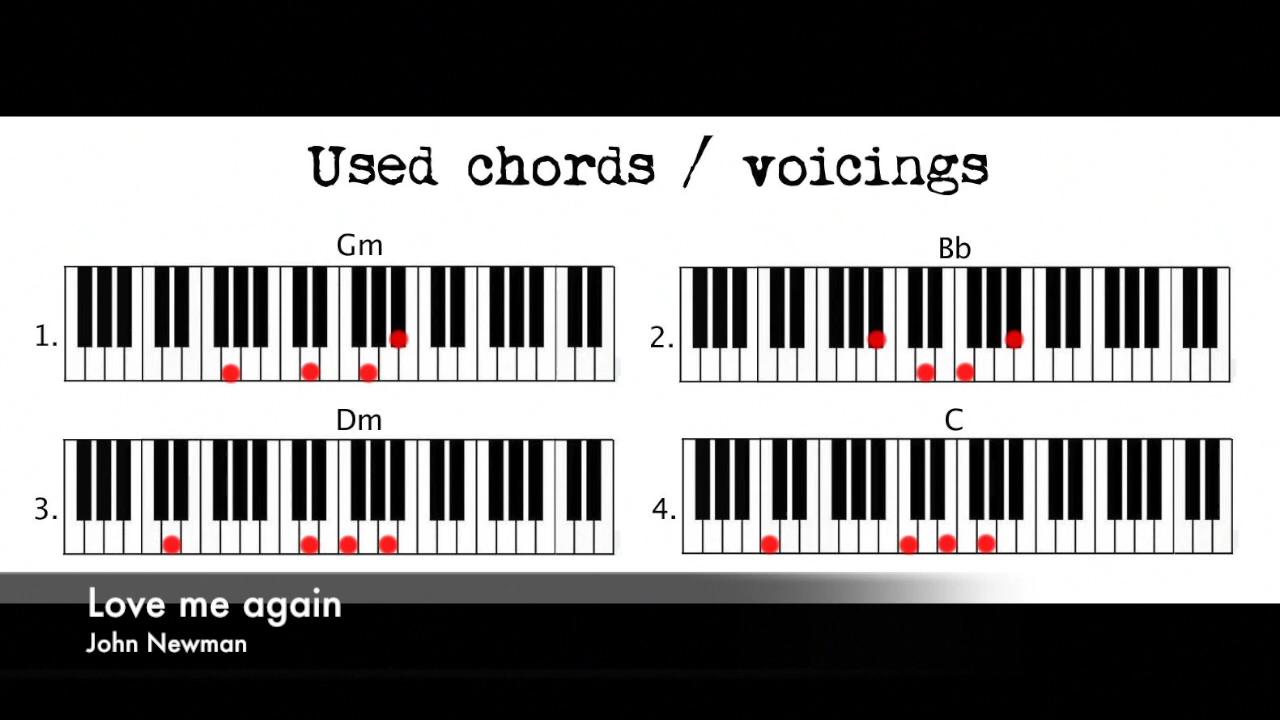 Used chords / voicings
Gm
Bb
1.
2.
Dm
C
3.
4.
Love me again
John Newman